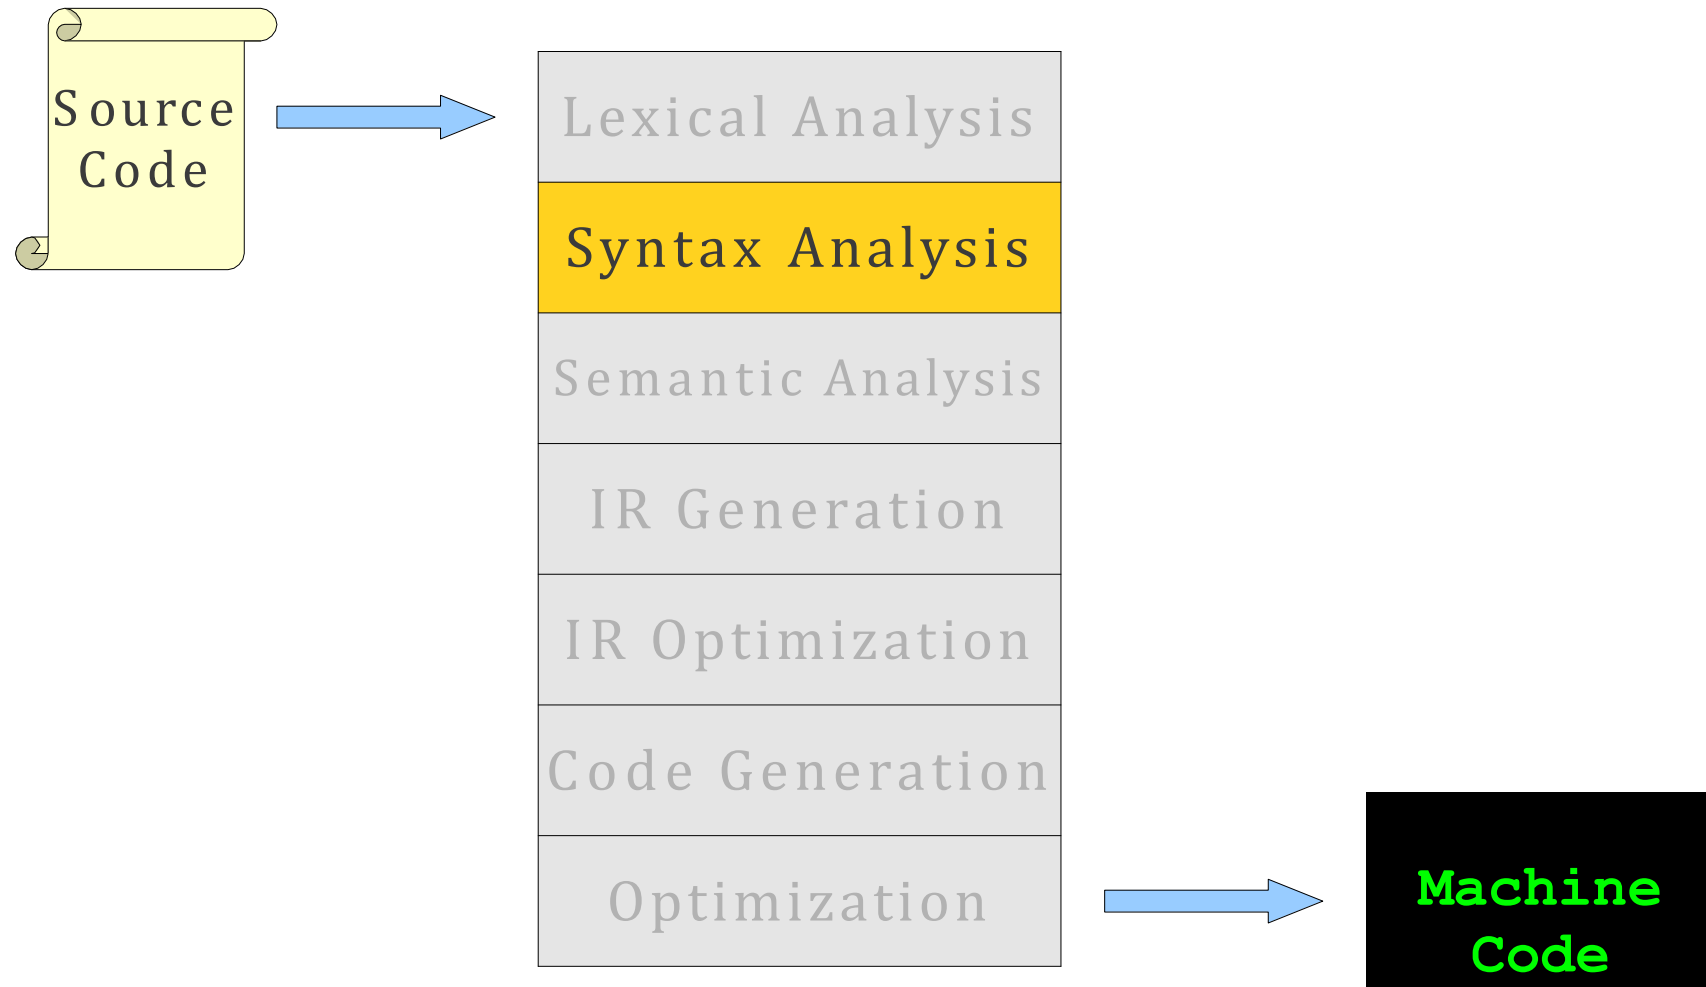 Source
Code
Lexical Analysis
Syntax Analysis
Semantic Analysis
IR Generation
IR Optimization
Code Generation
Optimization
Machine
Code